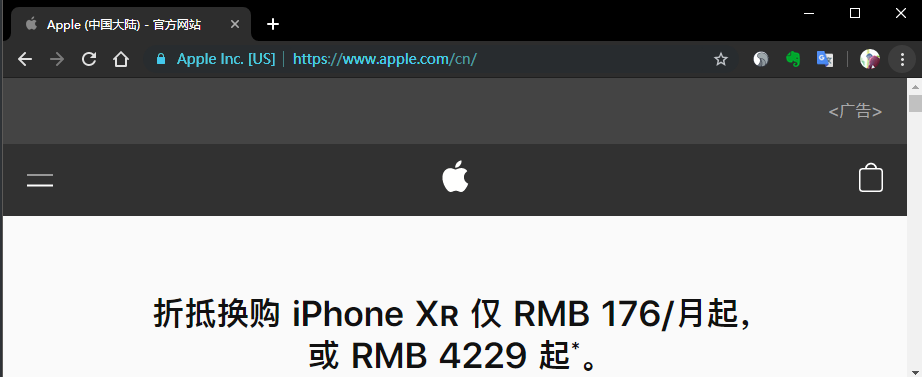 Apple (中国大陆) - 官方网站
Apple Inc. [US] https://www.apple.com/cn/
<广告>
折抵换购 iPhone XR 仅 RMB 176/月起，
或 RMB 4229 起*。